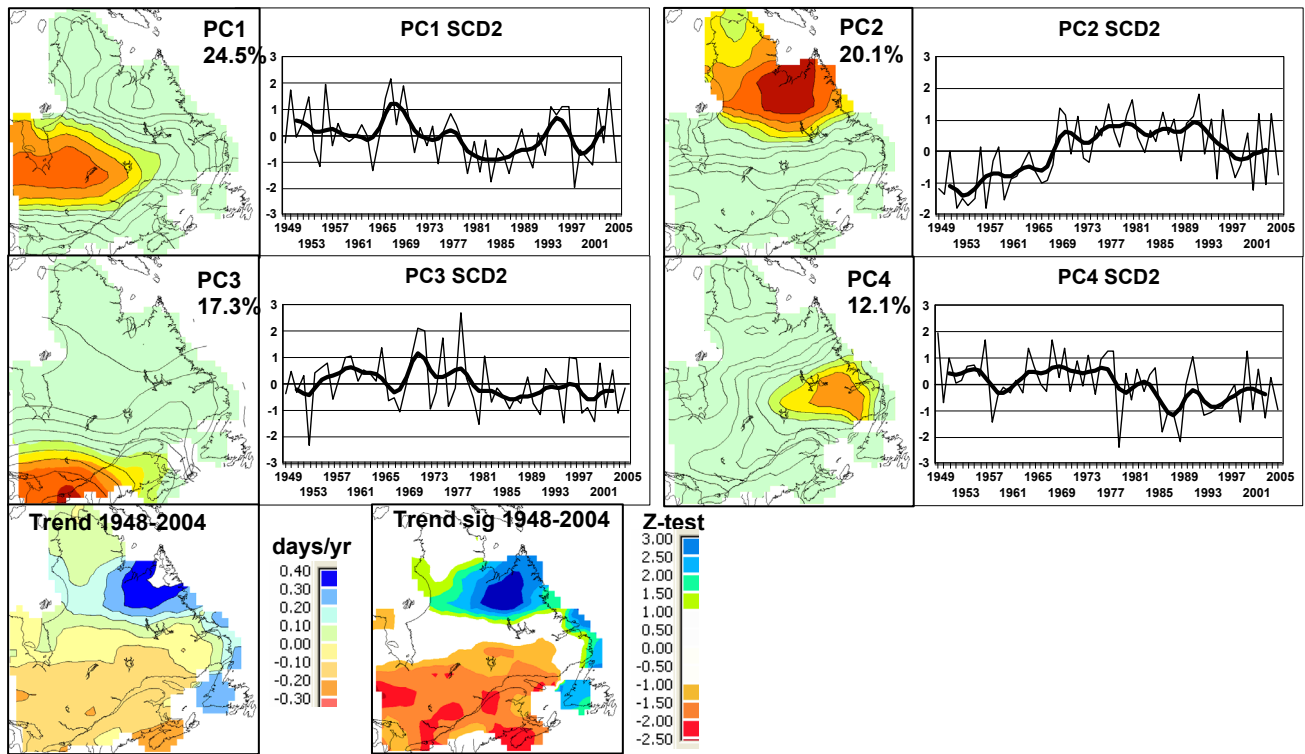 PC1
24.5%
PC1 SCD2
3
2
1
0
-1
-2
-3
1949 1957 1965 1973 1981 1989 1997 2005
1953 1961 1969 1977 1985 1993 2001
PC2
20.1%
PC2 SCD2
3
2
1
0
-1
-2
1949 1957 1965 1973 1981 1989 1997 2005
1953 1961 1969 1977 1985 1993 2001
PC3
17.3%
PC3 SCD2
3
2
1
0
-1
-2
-3
1949 1957 1965 1973 1981 1989 1997 2005
1953 1961 1969 1977 1985 1993 2001
PC4
12.1%
PC4 SCD2
3
2
1
0
-1
-2
-3
1949 1957 1965 1973 1981 1989 1997 2005
1953 1961 1969 1977 1985 1993 2001
Trend 1948-2004
days/yr
0.40
0.30
0.20
0.10
0.00
-0.10
-0.20
-0.30
Trend sig 1948-2004
Z-test
3.00
2.50
2.00
1.50
1.00
0.50
0.00
-0.50
-1.00
-1.50
-2.00
-2.50